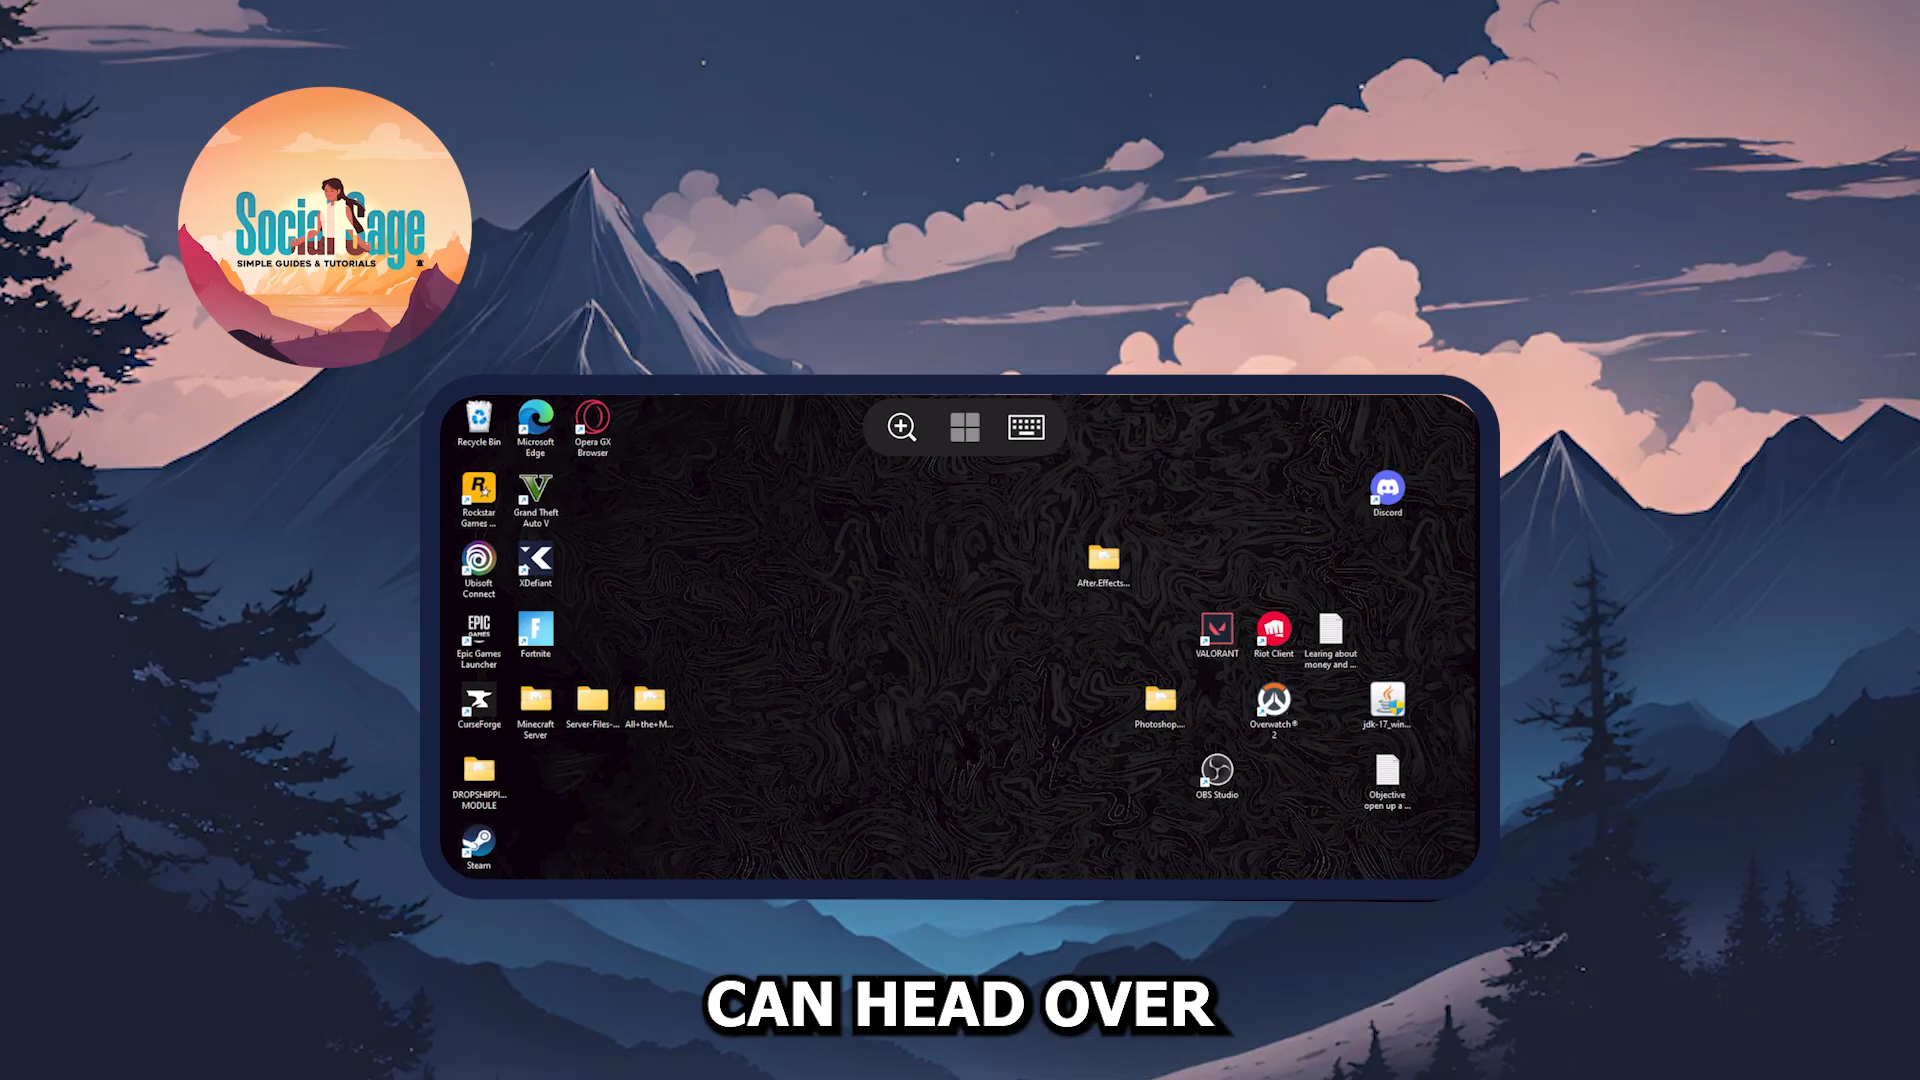 Social Sage
SIMPLE GUIDES & TUTORIALS
Recycle Bin
Microsoft
Edge
Opera GX
Browser
Rockstar
Games ...
Grand Theft
Auto V
Discord
Ubisoft
Connect
XDefiant
After.Effects...
EPIC
GAMES
Epic Games
Launcher
Fortnite
VALORANT
Riot Client
Learing about
money and ...
CurseForge
Minecraft
Server
Server-Files-...
All+the+M...
Photoshop....
Overwatch®
2
jdk-17_win...
DROPSHIPPI...
MODULE
OBS Studio
Objective
open up a ...
Steam
CAN HEAD OVER